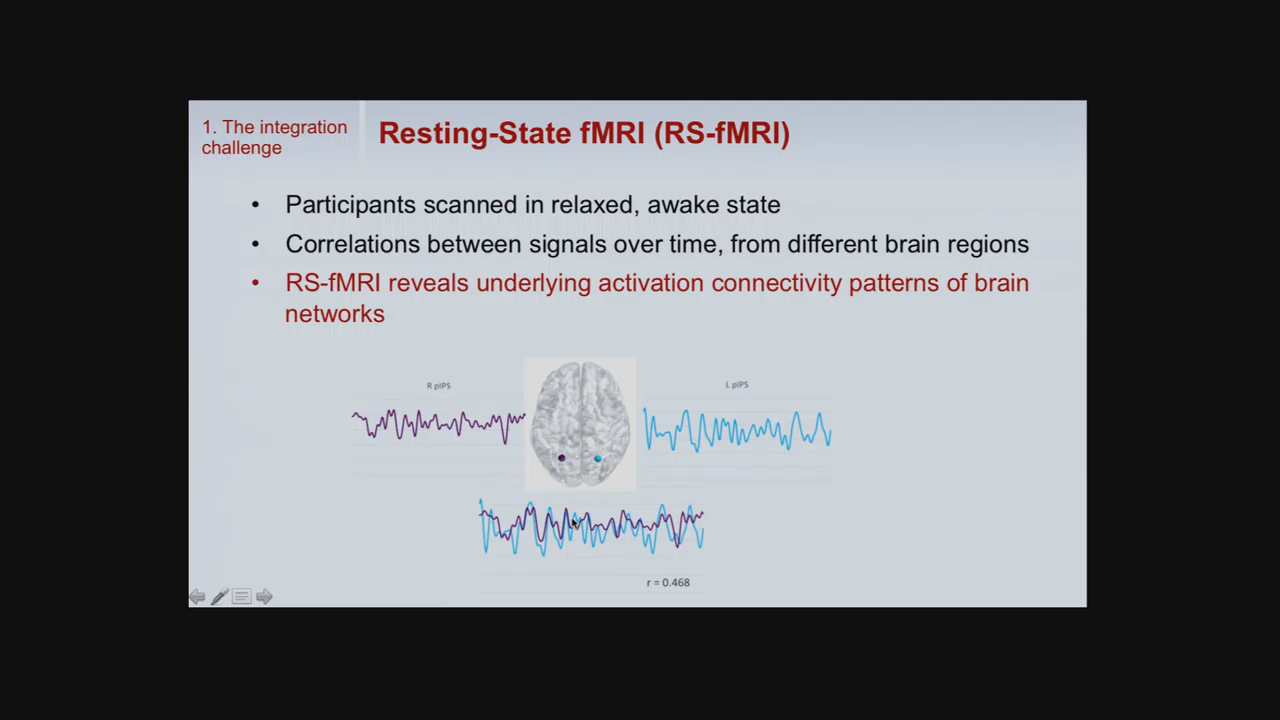 1. The integration
challenge
Resting-State fMRI (RS-fMRI)
• Participants scanned in relaxed, awake state
• Correlations between signals over time, from different brain regions
• RS-fMRI reveals underlying activation connectivity patterns of brain
networks
R pIPS
L pIPS
r = 0.468